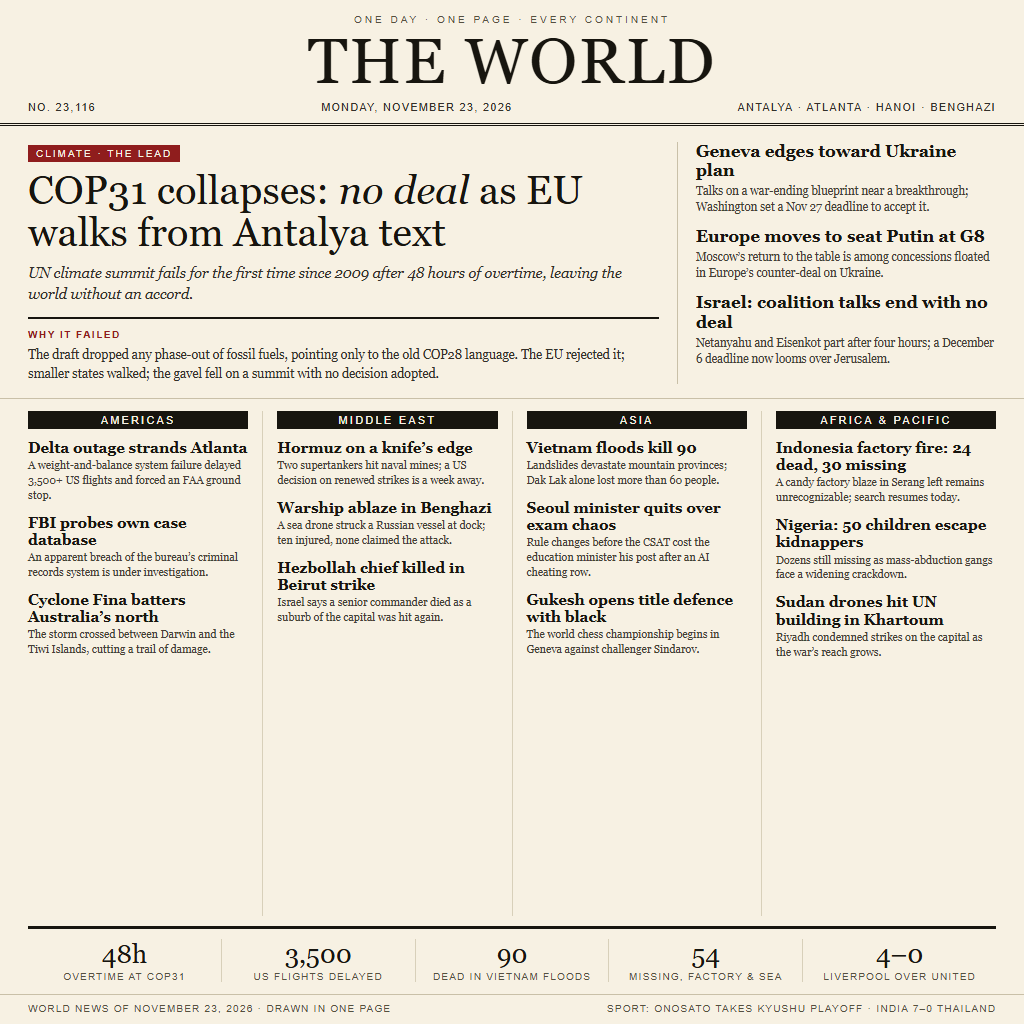 ONE DAY · ONE PAGE · EVERY CONTINENT
THE WORLD
NO. 23,116
MONDAY, NOVEMBER 23, 2026
ANTALYA · ATLANTA · HANOI · BENGHAZI
CLIMATE · THE LEAD
COP31 collapses: no deal as EU
walks from Antalya text
UN climate summit fails for the first time since 2009 after 48 hours of overtime, leaving the
world without an accord.
WHY IT FAILED
The draft dropped any phase-out of fossil fuels, pointing only to the old COP28 language. The EU rejected it;
smaller states walked; the gavel fell on a summit with no decision adopted.
Geneva edges toward Ukraine
plan
Talks on a war-ending blueprint near a breakthrough;
Washington set a Nov 27 deadline to accept it.
Europe moves to seat Putin at G8
Moscow’s return to the table is among concessions floated
in Europe’s counter-deal on Ukraine.
Israel: coalition talks end with no
deal
Netanyahu and Eisenkot part after four hours; a December
6 deadline now looms over Jerusalem.
AMERICAS
Delta outage strands Atlanta
A weight-and-balance system failure delayed
3,500+ US flights and forced an FAA ground
stop.
FBI probes own case
database
An apparent breach of the bureau’s criminal
records system is under investigation.
Cyclone Fina batters
Australia’s north
The storm crossed between Darwin and the
Tiwi Islands, cutting a trail of damage.
MIDDLE EAST
Hormuz on a knife’s edge
Two supertankers hit naval mines; a US
decision on renewed strikes is a week away.
Warship ablaze in Benghazi
A sea drone struck a Russian vessel at dock;
ten injured, none claimed the attack.
Hezbollah chief killed in
Beirut strike
Israel says a senior commander died as a
suburb of the capital was hit again.
ASIA
Vietnam floods kill 90
Landslides devastate mountain provinces;
Dak Lak alone lost more than 60 people.
Seoul minister quits over
exam chaos
Rule changes before the CSAT cost the
education minister his post after an AI
cheating row.
Gukesh opens title defence
with black
The world chess championship begins in
Geneva against challenger Sindarov.
AFRICA & PACIFIC
Indonesia factory fire: 24
dead, 30 missing
A candy factory blaze in Serang left remains
unrecognizable; search resumes today.
Nigeria: 50 children escape
kidnappers
Dozens still missing as mass-abduction gangs
face a widening crackdown.
Sudan drones hit UN
building in Khartoum
Riyadh condemned strikes on the capital as
the war’s reach grows.
48h
OVERTIME AT COP31
3,500
US FLIGHTS DELAYED
90
DEAD IN VIETNAM FLOODS
54
MISSING, FACTORY & SEA
4–0
LIVERPOOL OVER UNITED
WORLD NEWS OF NOVEMBER 23, 2026 · DRAWN IN ONE PAGE
SPORT: ONOSATO TAKES KYUSHU PLAYOFF · INDIA 7–0 THAILAND